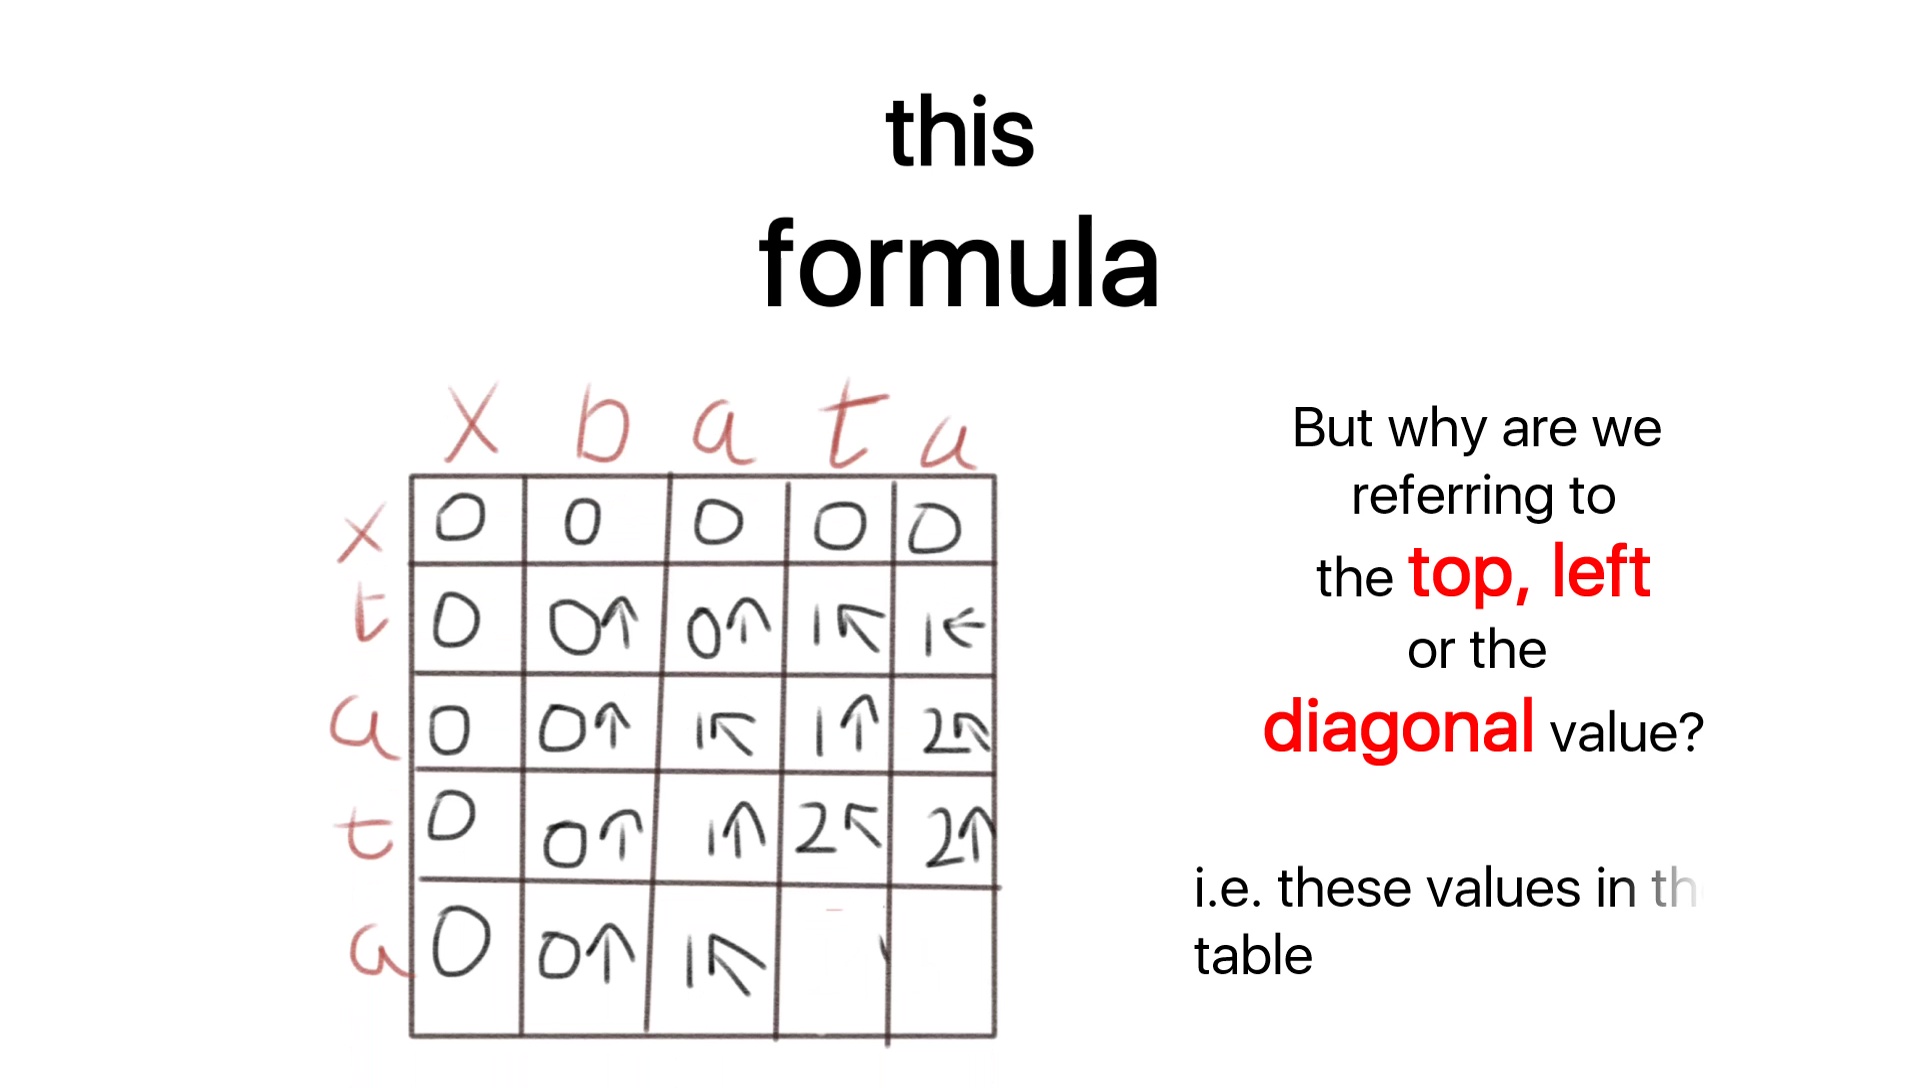 this
formula
x b a t a
x 0 0 0 0 0
t 0 0↑ 0↑ 1↖ 1←
a 0 0↑ 1↖ 1↑ 2↖
t 0 0↑ 1↑ 2↖ 2↑
a 0 0↑ 1↖
But why are we
referring to
the top, left
or the
diagonal value?
i.e. these values in
table